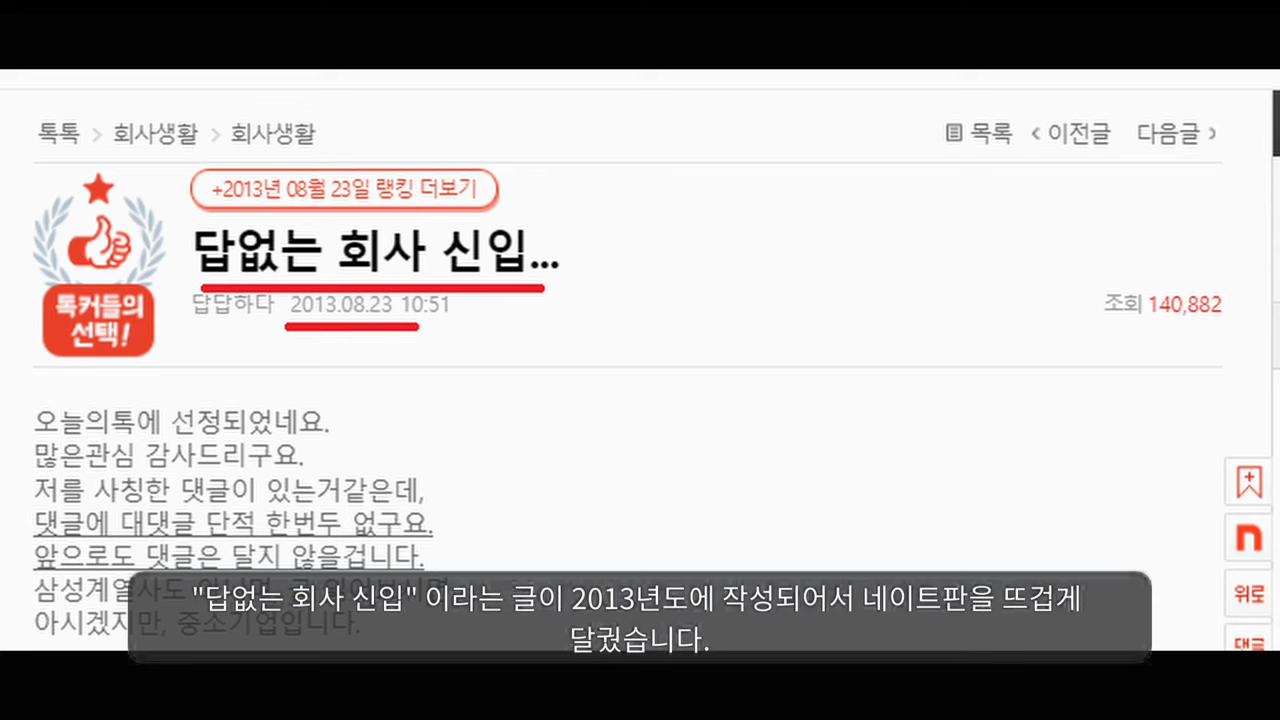 톡톡 > 회사생활 > 회사생활
목록 < 이전글 다음글 >
+2013년 08월 23일 랭킹 더보기
답없는 회사 신입...
톡커들의
선택!
답답하다 2013.08.23 10:51
조회 140,882
오늘의톡에 선정되었네요.
많은관심 감사드리구요.
저를 사칭한 댓글이 있는거같은데,
댓글에 대댓글 단적 한번두 없구요.
앞으로도 댓글은 달지 않을겁니다.
삼성계열사도
아시겠지만, 중소기업입니다.
위로
댓글
"답없는 회사 신입" 이라는 글이 2013년도에 작성되어서 네이트판을 뜨겁게
달궜습니다.